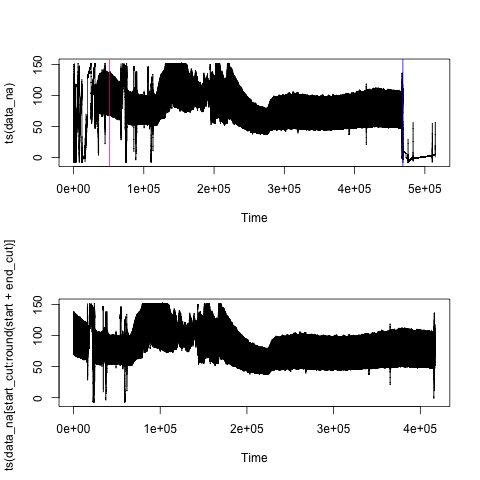 ts(data_na)
150
100
50
0
0e+00 1e+05 2e+05 3e+05 4e+05 5e+05
Time
ts(data_na[start_cut:round(start + end_cut)]
150
100
50
0
0e+00 1e+05 2e+05 3e+05 4e+05
Time